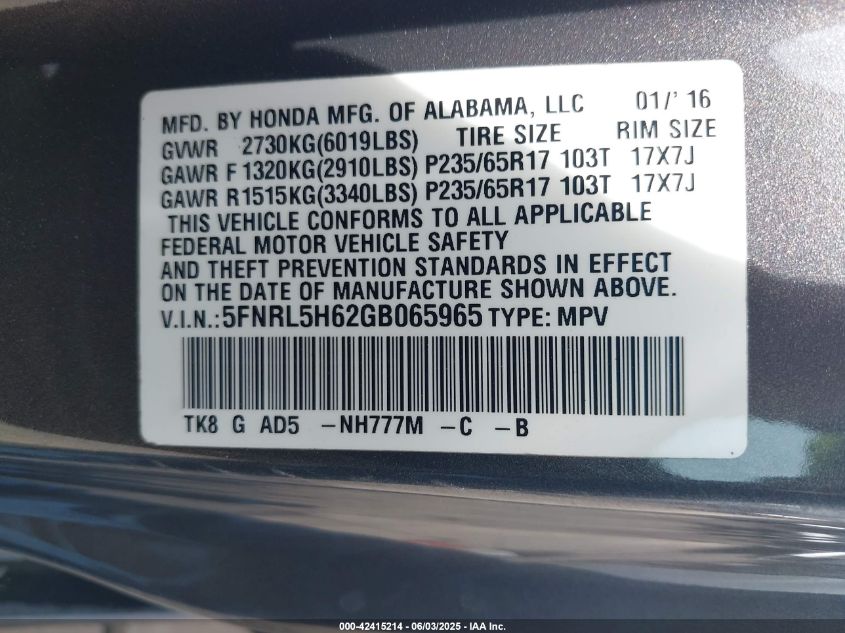 MFD. BY HONDA MFG. OF ALABAMA, LLC 01/' 16
GVWR 2730KG(6019LBS) TIRE SIZE RIM SIZE
GAWR F 1320KG(2910LBS) P235/65R17 103T 17X7J
GAWR R1515KG(3340LBS) P235/65R17 103T 17X7J
THIS VEHICLE CONFORMS TO ALL APPLICABLE
FEDERAL MOTOR VEHICLE SAFETY
AND THEFT PREVENTION STANDARDS IN EFFECT
ON THE DATE OF MANUFACTURE SHOWN ABOVE.
V.I.N.:5FNRL5H62GB065965 TYPE: MPV
TK8 G AD5 -NH777M -C -B
000-42415214 - 06/03/2025 - IAA Inc.